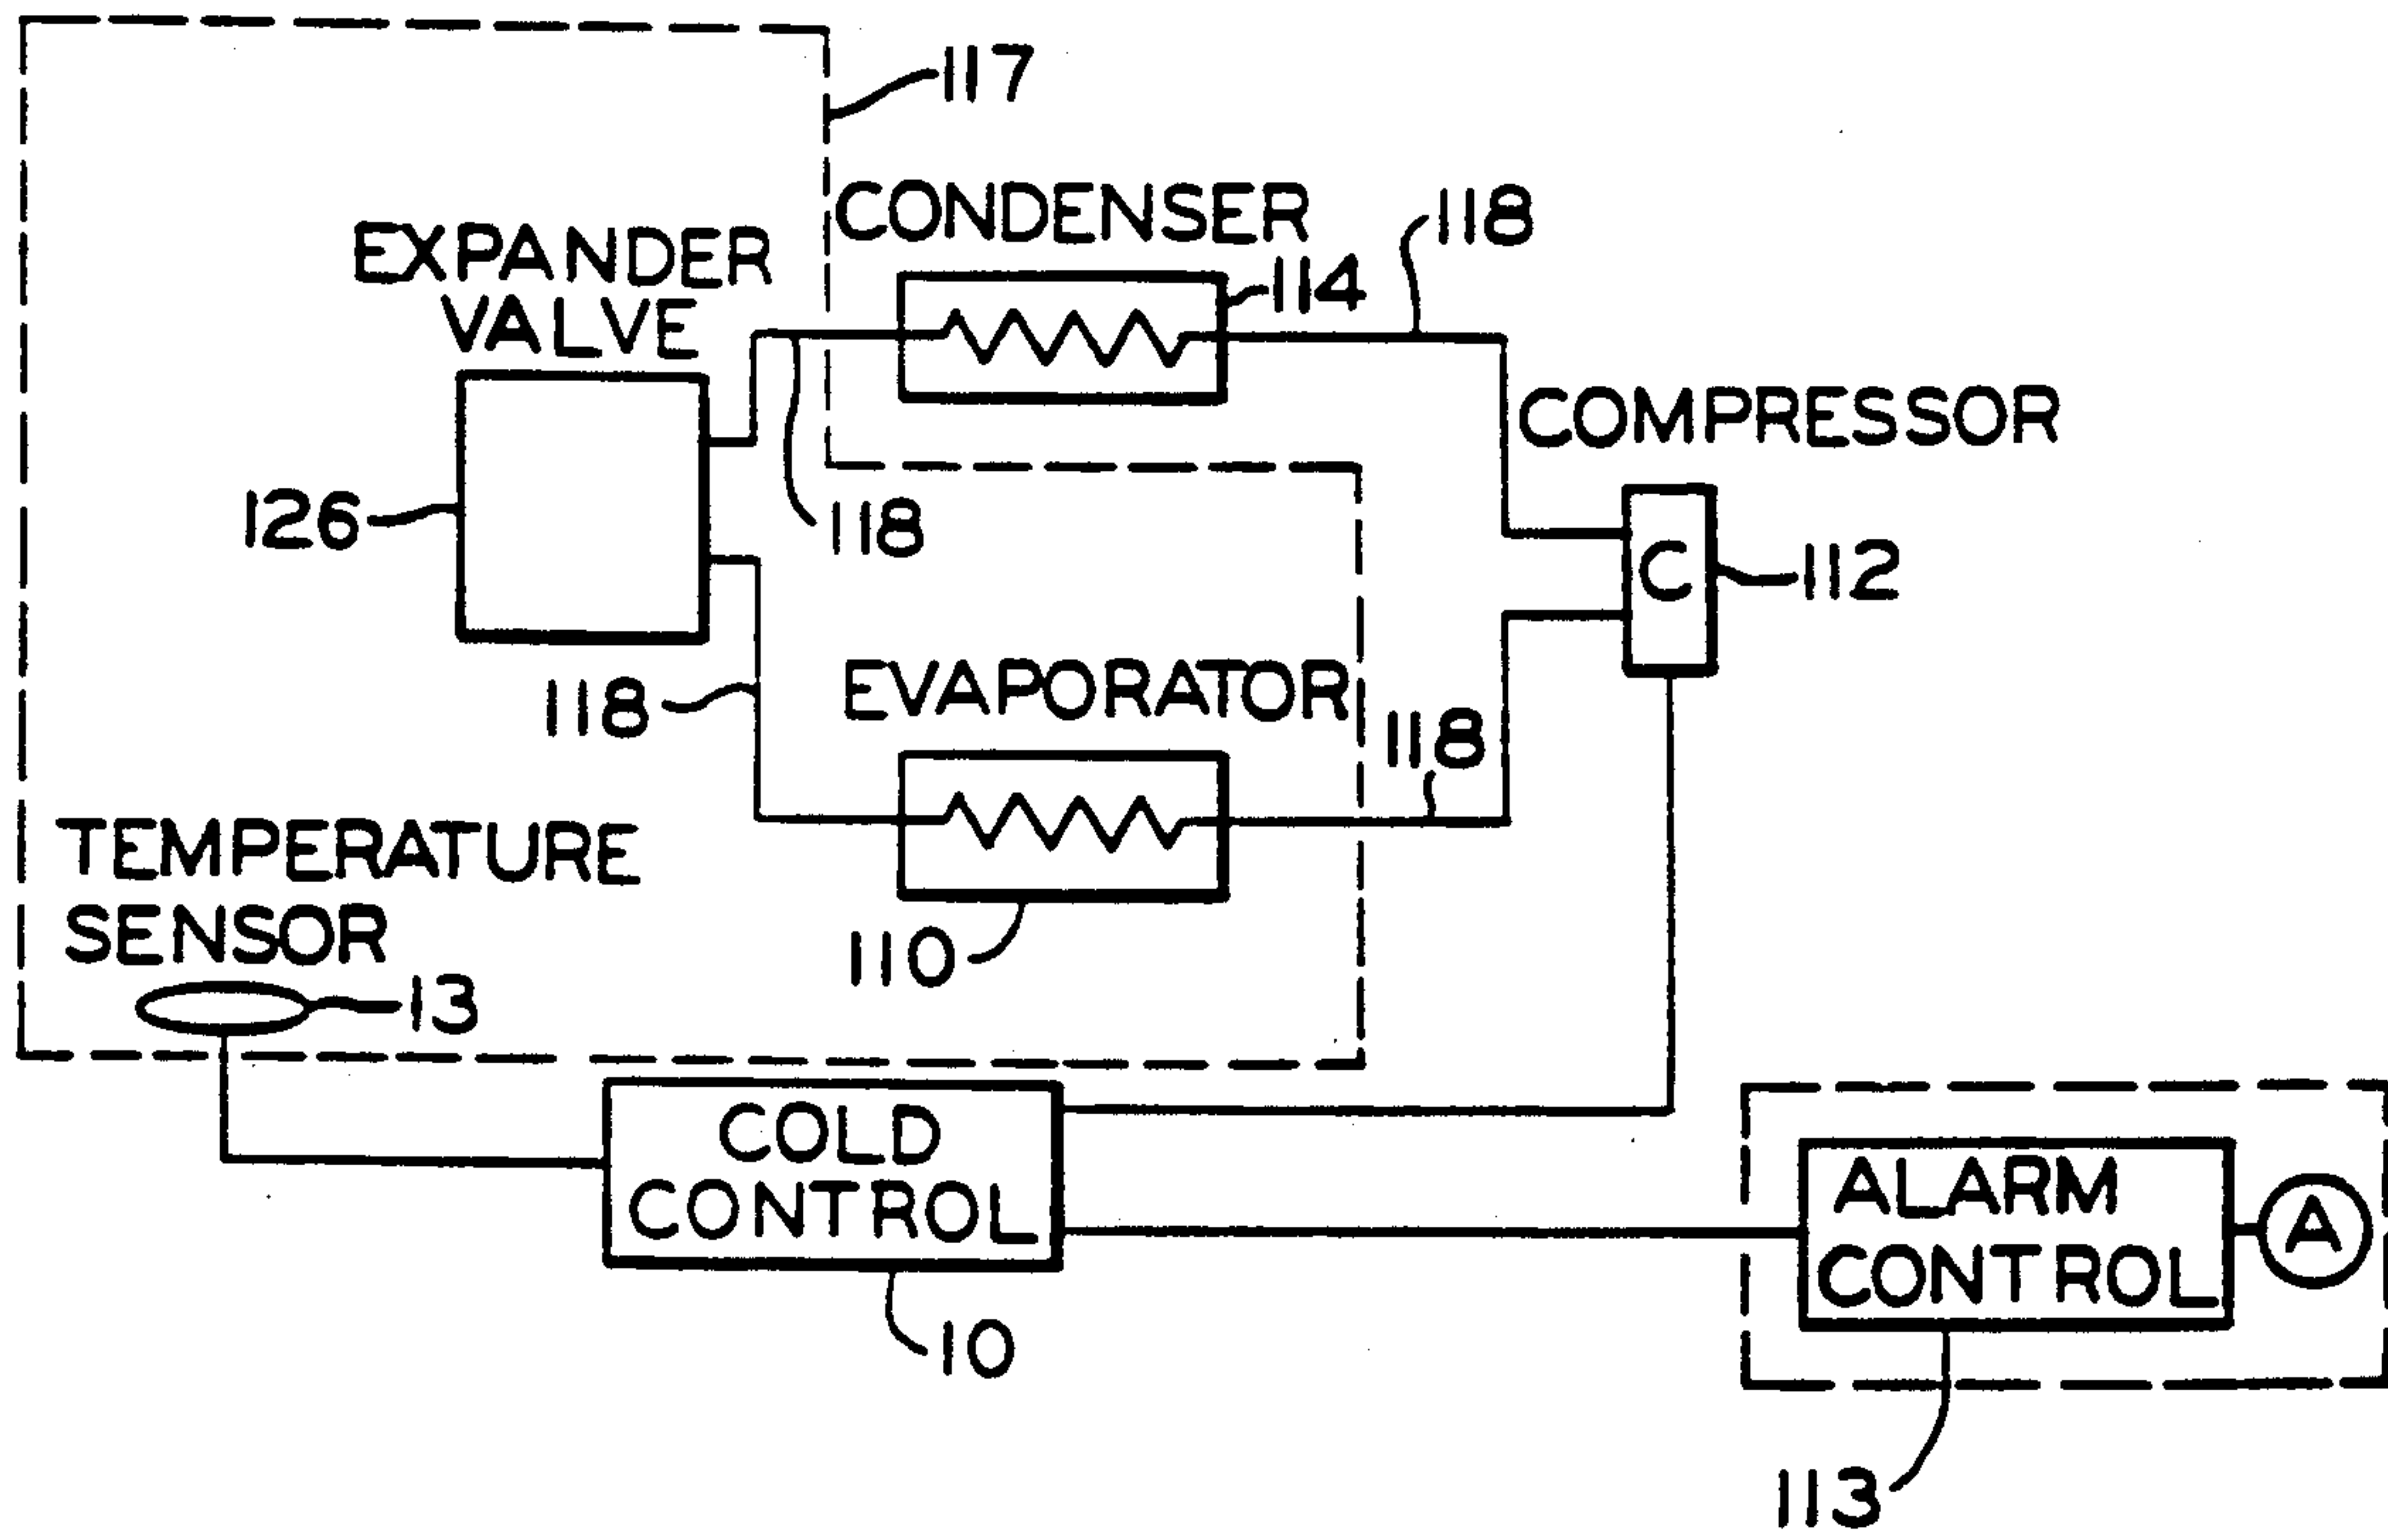 117
CONDENSER
118
EXPANDER
VALVE
114
COMPRESSOR
126
118
C
112
EVAPORATOR
118
118
TEMPERATURE
SENSOR
110
13
COLD
CONTROL
ALARM
CONTROL
A
10
113